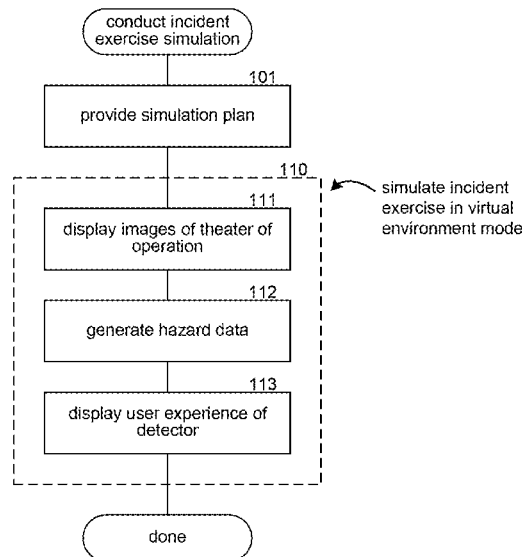 conduct incident
exercise simulation
101
provide simulation plan
110
simulate incident
exercise in virtual
environment mode
111
display images of theater of
operation
112
generate hazard data
113
display user experience of
detector
done